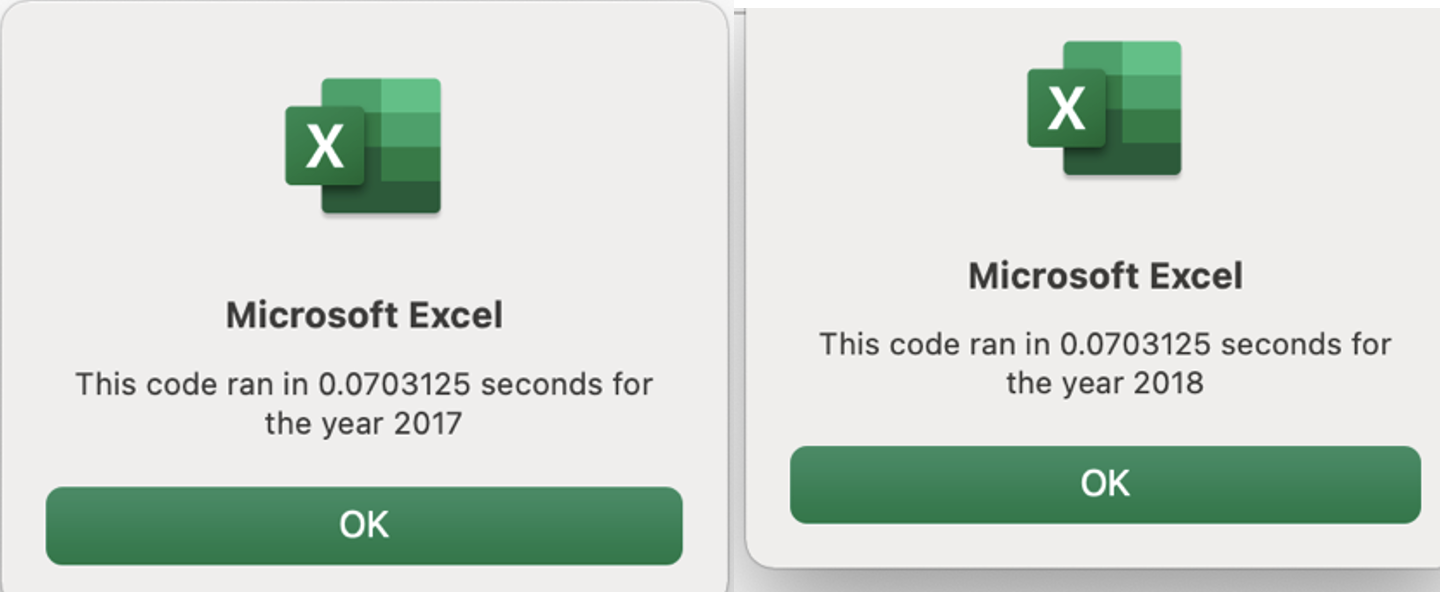 X
Microsoft Excel
This code ran in 0.0703125 seconds for
the year 2017
OK
X
Microsoft Excel
This code ran in 0.0703125 seconds for
the year 2018
OK